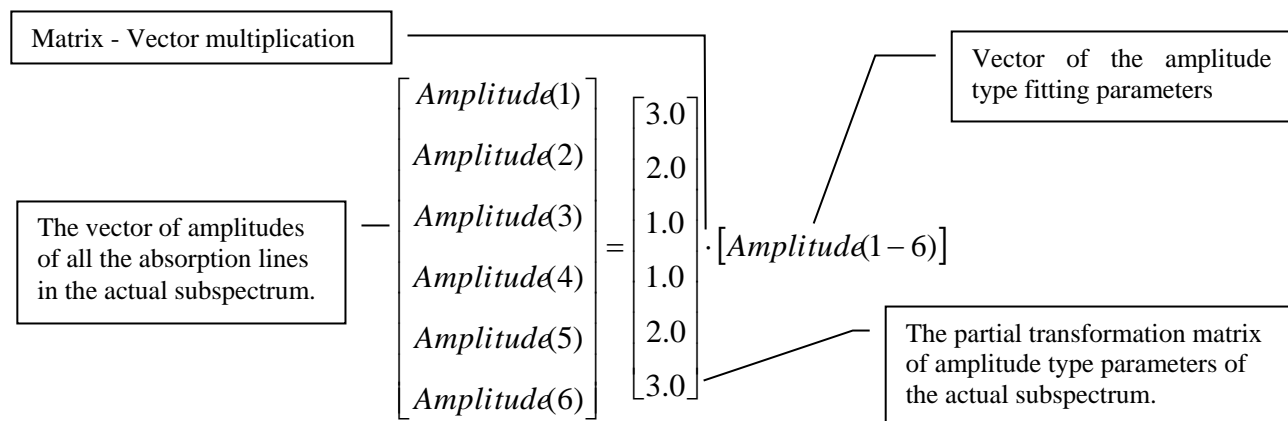 Matrix - Vector multiplication
Vector of the amplitude
type fitting parameters
The vector of amplitudes
of all the absorption lines
in the actual subspectrum.
Amplitude(1)
Amplitude(2)
Amplitude(3)
Amplitude(4)
Amplitude(5)
Amplitude(6)
=
3.0
2.0
1.0
1.0
2.0
3.0
· [Amplitude(1 − 6)]
The partial transformation matrix
of amplitude type parameters of
the actual subspectrum.